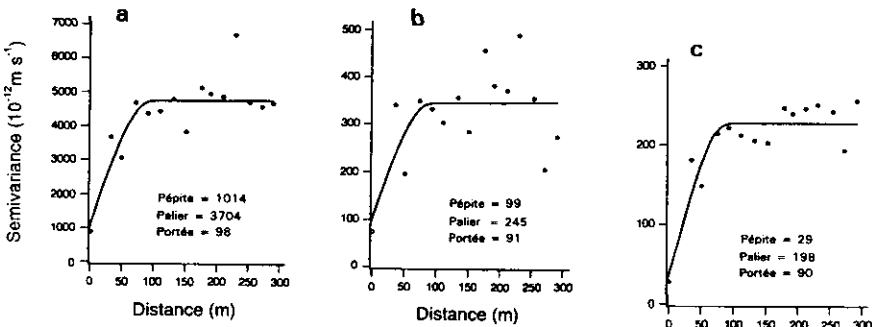 a
Semivariance (10⁻¹² m s⁻¹)
7000
6000
5000
4000
3000
2000
1000
0
Pépite = 1014
Palier = 3704
Portée = 98
0 50 100 150 200 250 300
Distance (m)
b
500
400
300
200
100
0
Pépite = 99
Palier = 245
Portée = 91
0 50 100 150 200 250 300
Distance (m)
c
300
200
100
0
Pépite = 29
Palier = 198
Portée = 90
0 50 100 150 200 250 300